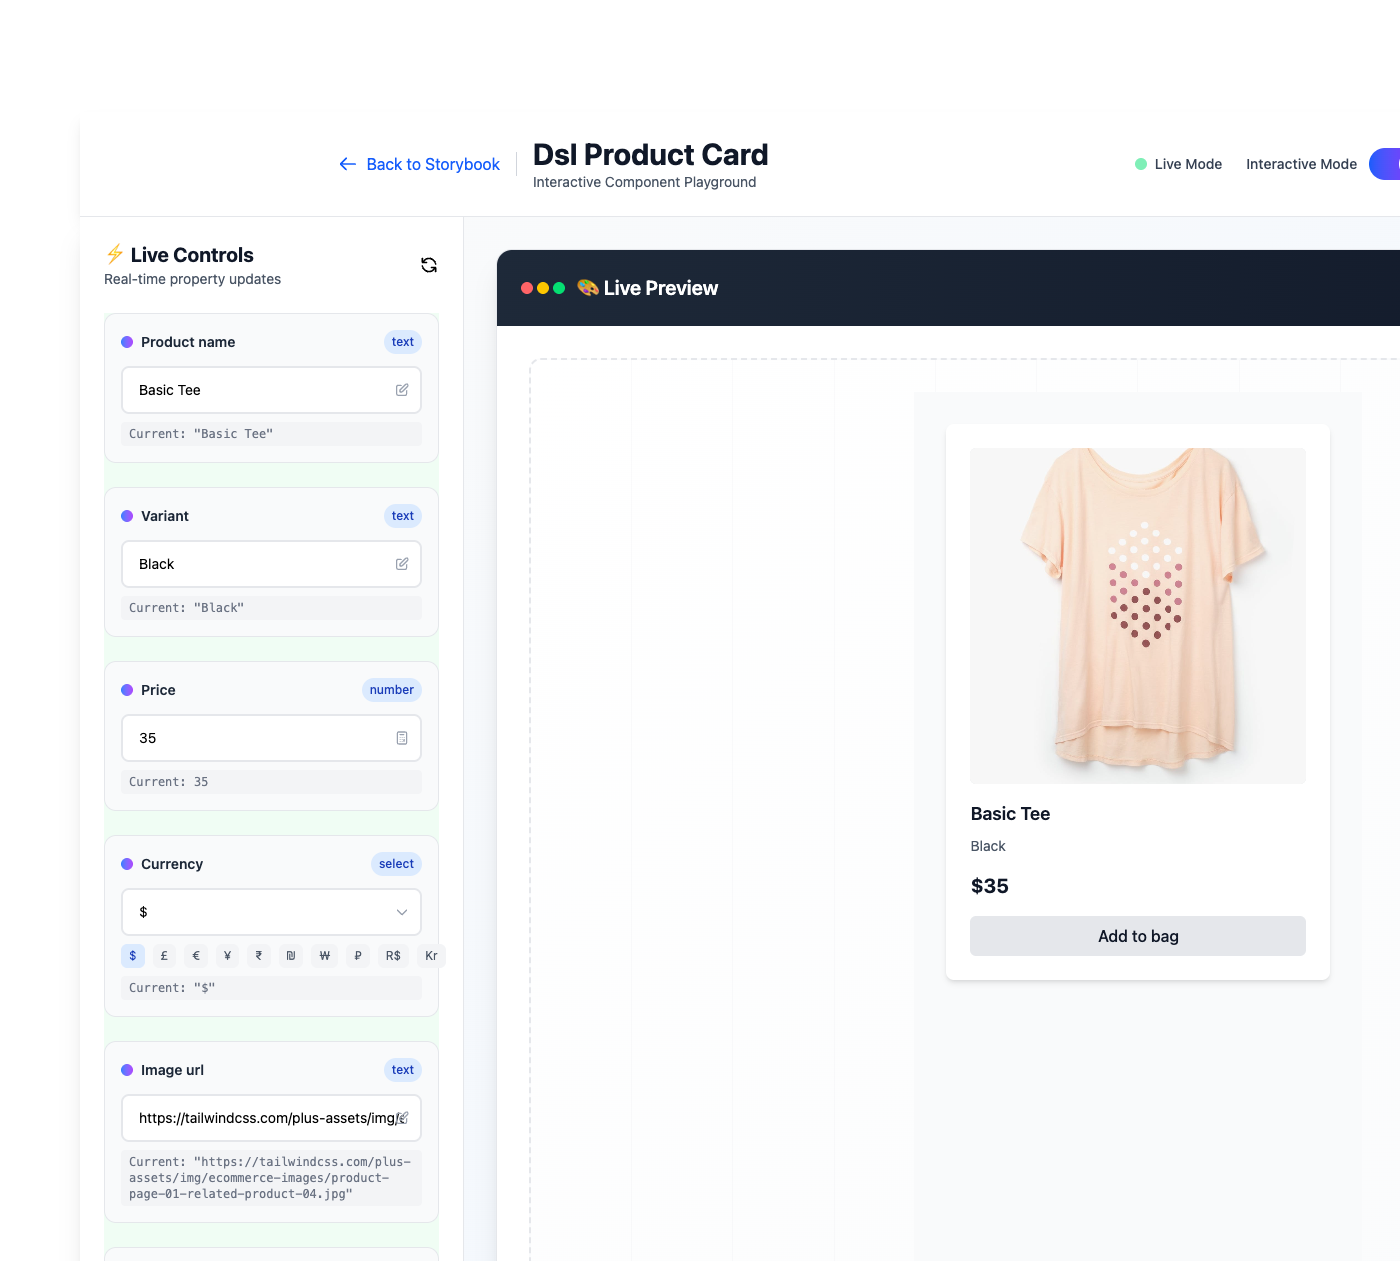 Back to Storybook
Dsl Product Card
Interactive Component Playground
Live Mode
Interactive Mode
⚡ Live Controls
Real-time property updates
Product name
text
Basic Tee
Current: "Basic Tee"
Variant
text
Black
Current: "Black"
Price
number
35
Current: 35
Currency
select
$
$ £ € ¥ ₹ ₪ ₩ ₽ R$ Kr
Current: "$"
Image url
text
https://tailwindcss.com/plus-assets/img/
Current: "https://tailwindcss.com/plus-
assets/img/ecommerce-images/product-
page-01-related-product-04.jpg"
🎨 Live Preview
Basic Tee
Black
$35
Add to bag